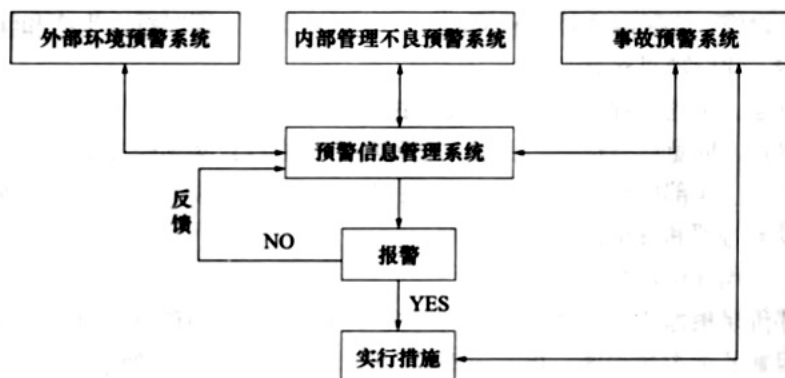 外部环境预警系统
内部管理不良预警系统
事故预警系统
预警信息管理系统
反
馈
NO
报警
YES
实行措施